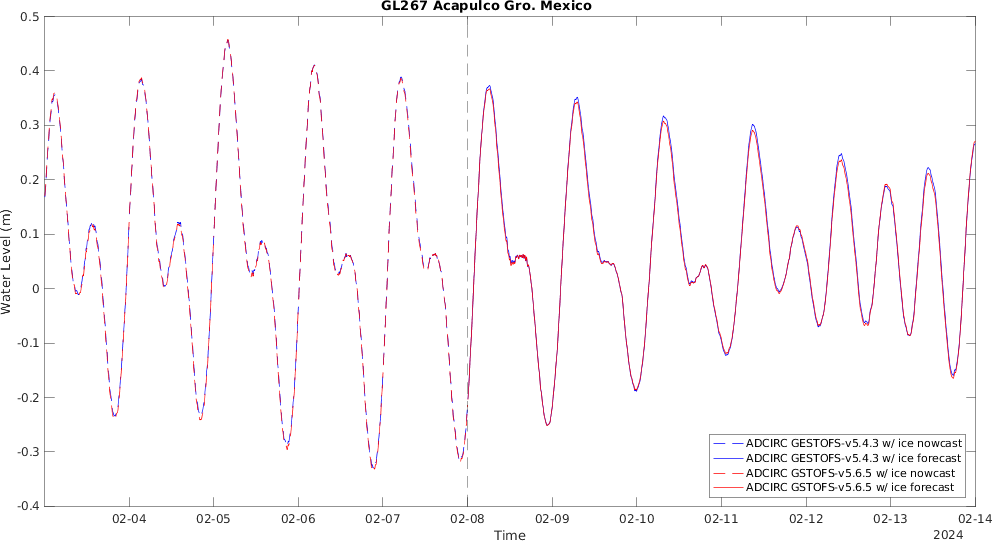 GL267 Acapulco Gro. Mexico
0.5
0.4
0.3
0.2
0.1
0
-0.1
-0.2
-0.3
-0.4
Water Level (m)
ADCIRC GESTOFS-v5.4.3 w/ ice nowcast
ADCIRC GESTOFS-v5.4.3 w/ ice forecast
ADCIRC GSTOFS-v5.6.5 w/ ice nowcast
ADCIRC GSTOFS-v5.6.5 w/ ice forecast
02-04 02-05 02-06 02-07 02-08 02-09 02-10 02-11 02-12 02-13 02-14
Time
2024